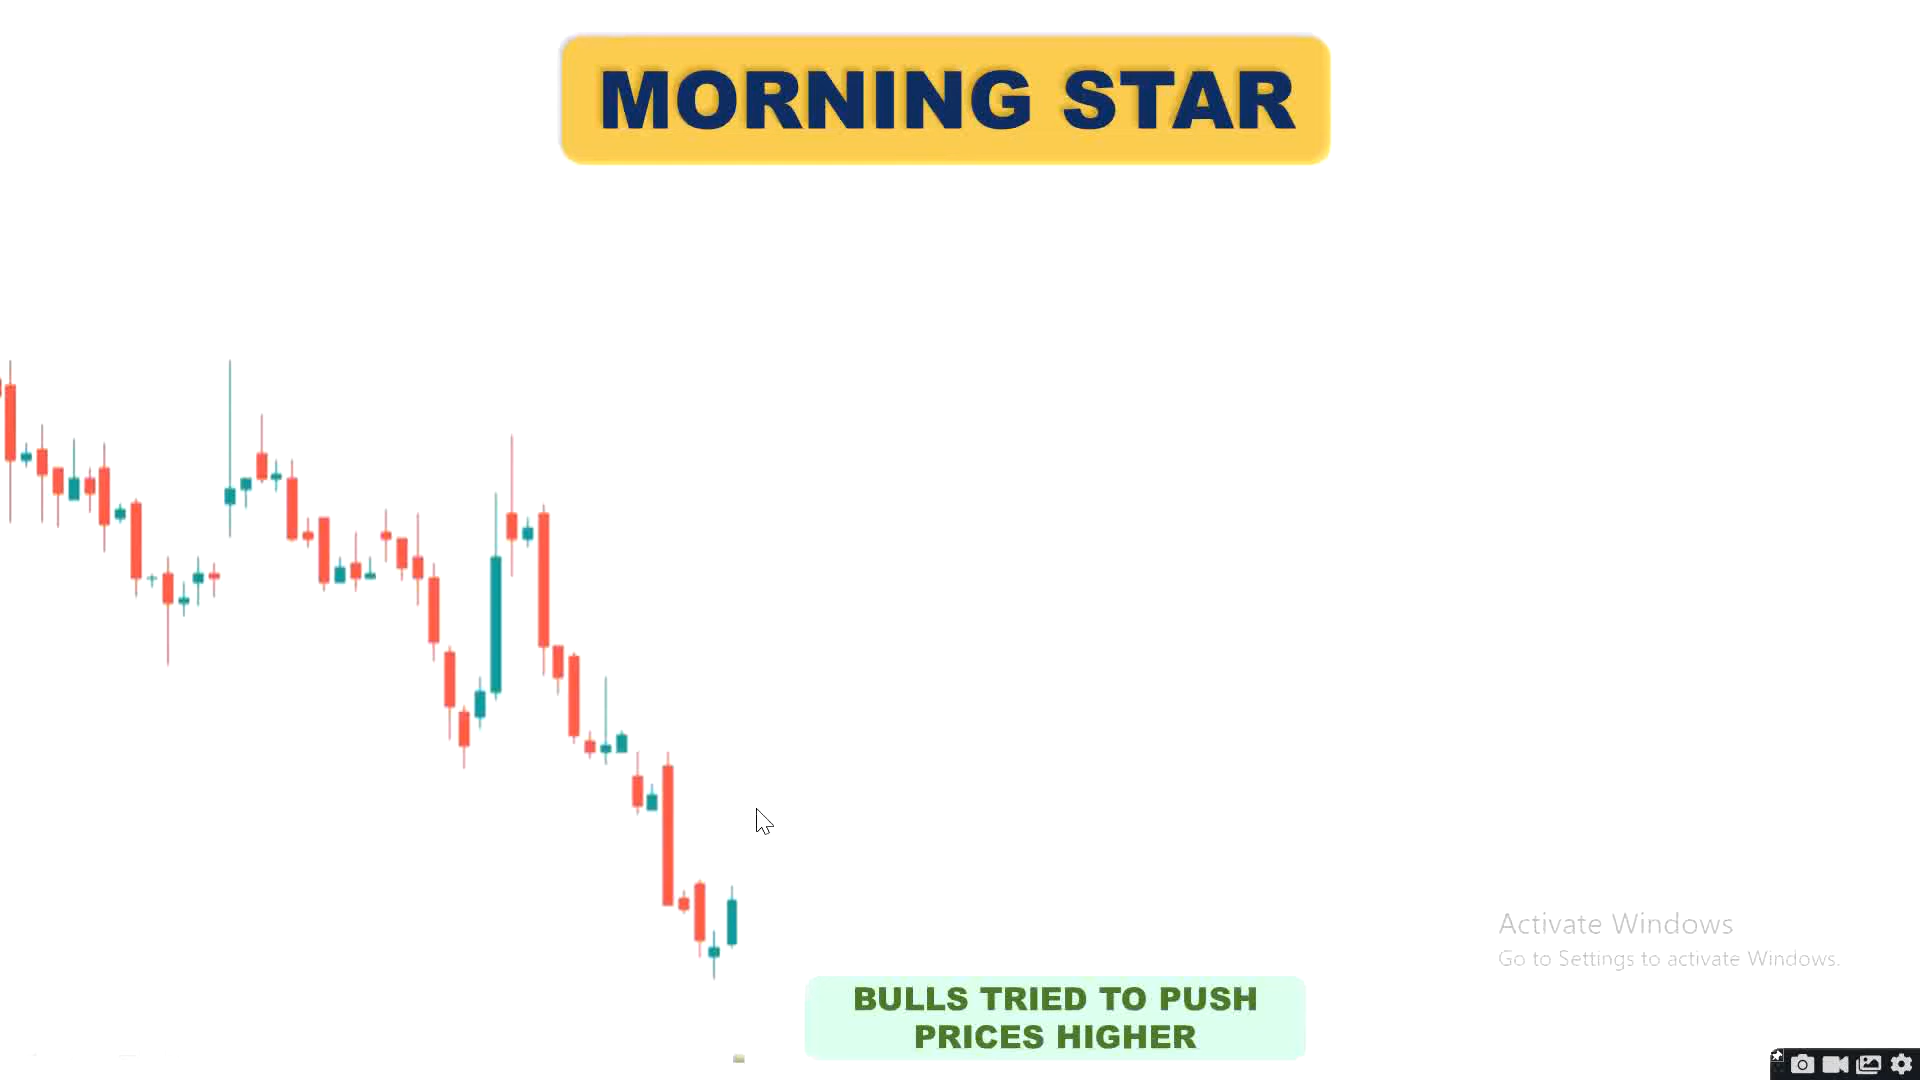 MORNING STAR
BULLS TRIED TO PUSH
PRICES HIGHER
Activate Windows
Go to Settings to activate Windows.